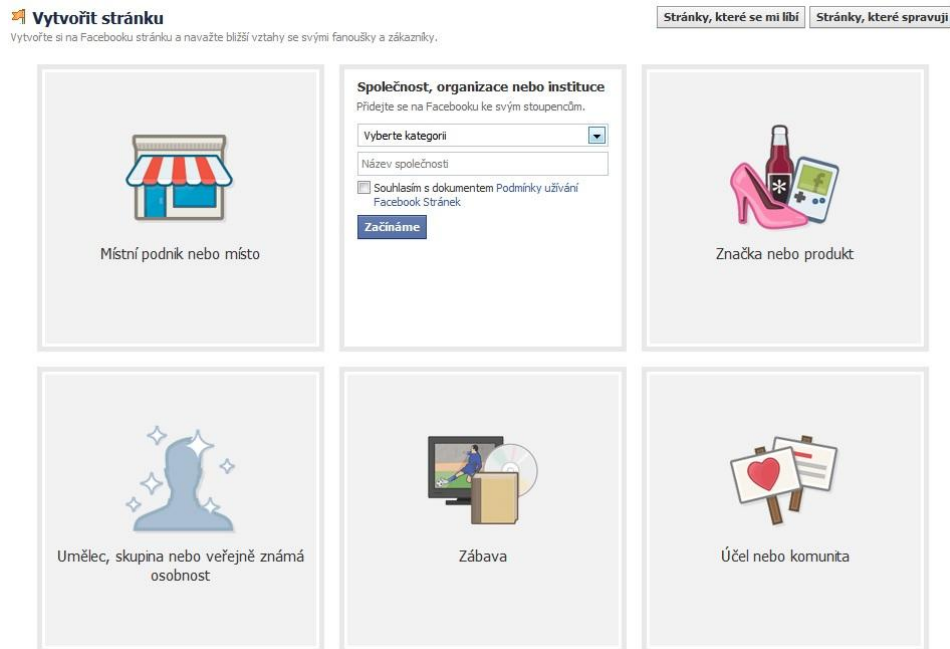 Vytvořit stránku
Stránky, které se mi líbí
Stránky, které spravuji
Vytvořte si na Facebooku stránku a navažte bližší vztahy se svými fanoušky a zákazníky.
Místní podnik nebo místo
Společnost, organizace nebo instituce
Přidejte se na Facebooku ke svým stoupencům.
Vyberte kategorii
Název společnosti
Souhlasím s dokumentem Podmínky užívání
Facebook Stránek
Začínáme
Značka nebo produkt
Umělec, skupina nebo veřejně známá
osobnost
Zábava
Účel nebo komunita